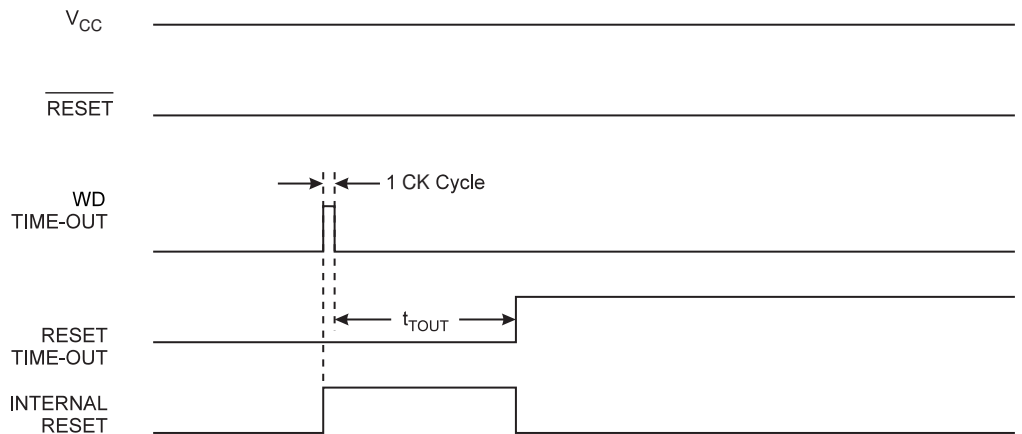 VCC
RESET
1 CK Cycle
WD
TIME-OUT
tTOUT
RESET
TIME-OUT
INTERNAL
RESET